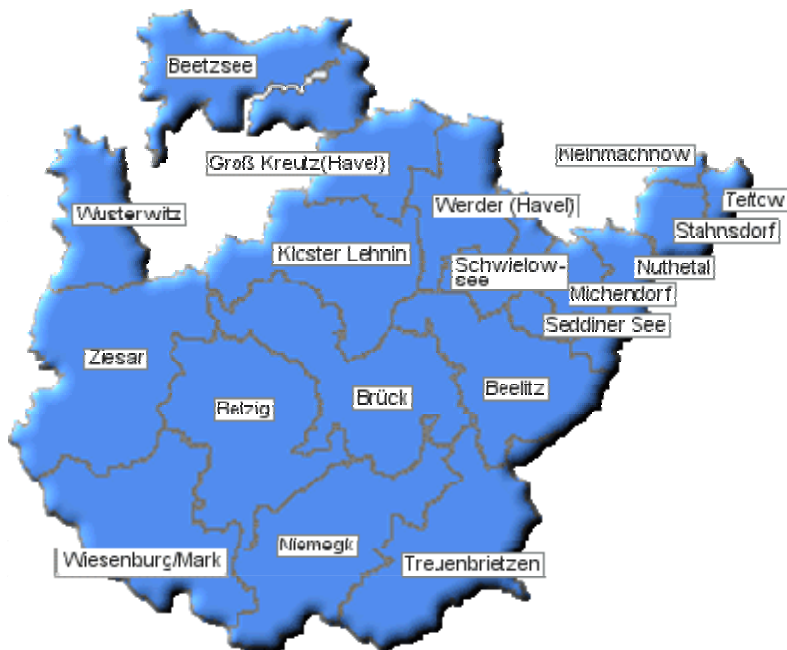 Beetzsee
Groß Kreutz(Havel)
Kleinmachnow
Teltow
Wusterwitz
Werder (Havel)
Stahnsdorf
Kloster Lehnin
Schwielow-
see
Nuthetal
Michendorf
Seddiner See
Ziesar
Beelitz
Brück
Belzig
Niemegk
Wiesenburg/Mark
Treuenbrietzen